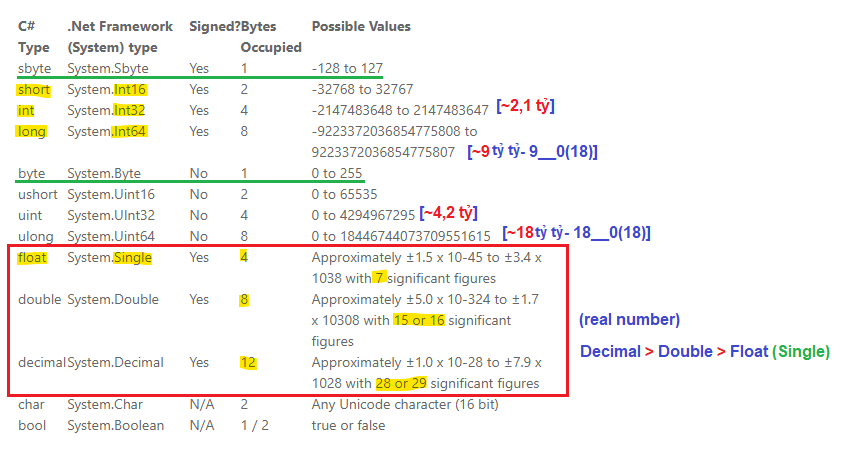 C# .Net Framework Signed? Bytes Possible Values
Type (System) type Occupied
sbyte System.Sbyte Yes 1 -128 to 127
short System.Int16 Yes 2 -32768 to 32767
int System.Int32 Yes 4 -2147483648 to 2147483647 [~2,1 tỷ]
long System.Int64 Yes 8 -9223372036854775808 to
9223372036854775807 [~9 tỷ tỷ - 9__0(18)]
byte System.Byte No 1 0 to 255
ushort System.Uint16 No 2 0 to 65535
uint System.UInt32 No 4 0 to 4294967295 [~4,2 tỷ]
ulong System.Uint64 No 8 0 to 18446744073709551615 [~18 tỷ tỷ - 18__0(18)]
float System.Single Yes 4 Approximately ±1.5 x 10-45 to ±3.4 x
1038 with 7 significant figures
double System.Double Yes 8 Approximately ±5.0 x 10-324 to ±1.7
x 10308 with 15 or 16 significant
figures
(real number)
Decimal > Double > Float (Single)
decimal System.Decimal Yes 12 Approximately ±1.0 x 10-28 to ±7.9 x
1028 with 28 or 29 significant figures
char System.Char N/A 2 Any Unicode character (16 bit)
bool System.Boolean N/A 1 / 2 true or false